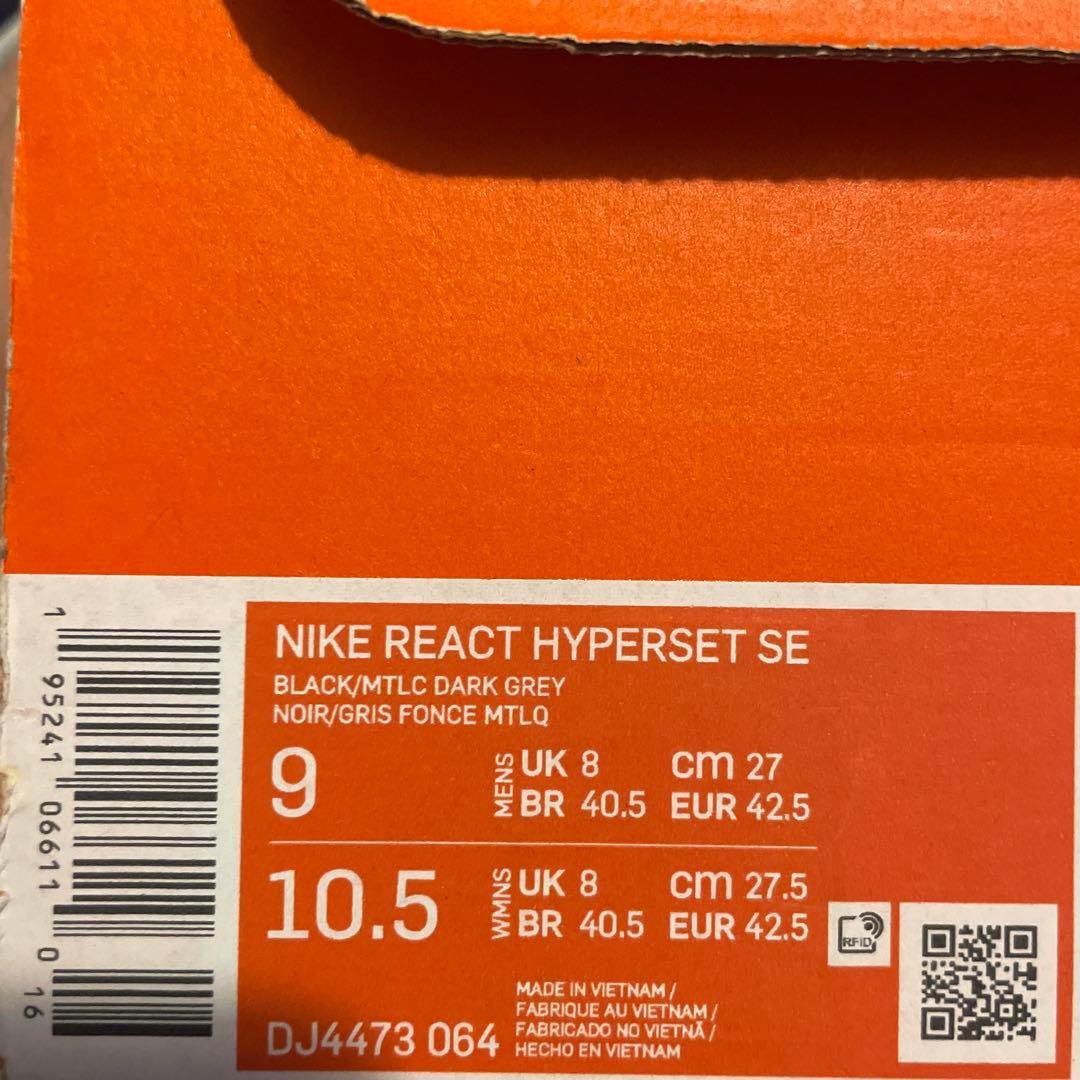 NIKE REACT HYPERSET SE
BLACK/MTLC DARK GREY
NOIR/GRIS FONCE MTLQ
9
MENS
UK 8 cm 27
BR 40.5 EUR 42.5
10.5
WMNS
UK 8 cm 27.5
BR 40.5 EUR 42.5
RFID
MADE IN VIETNAM /
FABRIQUE AU VIETNAM /
FABRICADO NO VIETNÃ /
HECHO EN VIETNAM
DJ4473 064
1 95241 06611 0 16